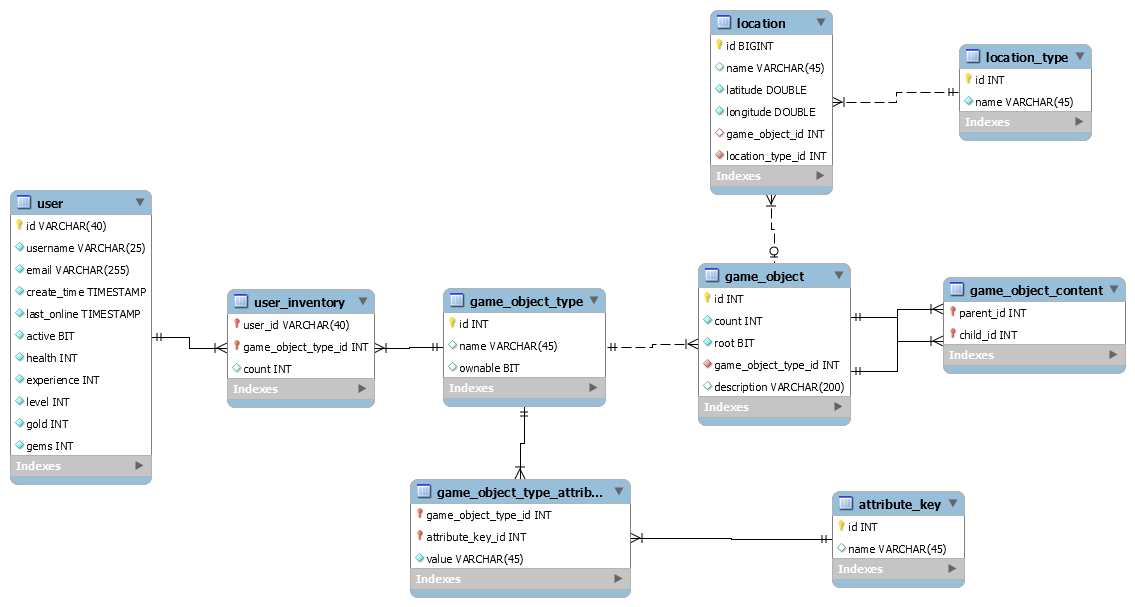 location
id BIGINT
name VARCHAR(45)
latitude DOUBLE
longitude DOUBLE
game_object_id INT
location_type_id INT
Indexes
location_type
id INT
name VARCHAR(45)
Indexes
user
id VARCHAR(40)
username VARCHAR(25)
email VARCHAR(255)
create_time TIMESTAMP
last_online TIMESTAMP
active BIT
health INT
experience INT
level INT
gold INT
gems INT
Indexes
user_inventory
user_id VARCHAR(40)
game_object_type_id INT
count INT
Indexes
game_object_type
id INT
name VARCHAR(45)
ownable BIT
Indexes
game_object
id INT
count INT
root BIT
game_object_type_id INT
description VARCHAR(200)
Indexes
game_object_content
parent_id INT
child_id INT
Indexes
game_object_type_attrib...
game_object_type_id INT
attribute_key_id INT
value VARCHAR(45)
Indexes
attribute_key
id INT
name VARCHAR(45)
Indexes